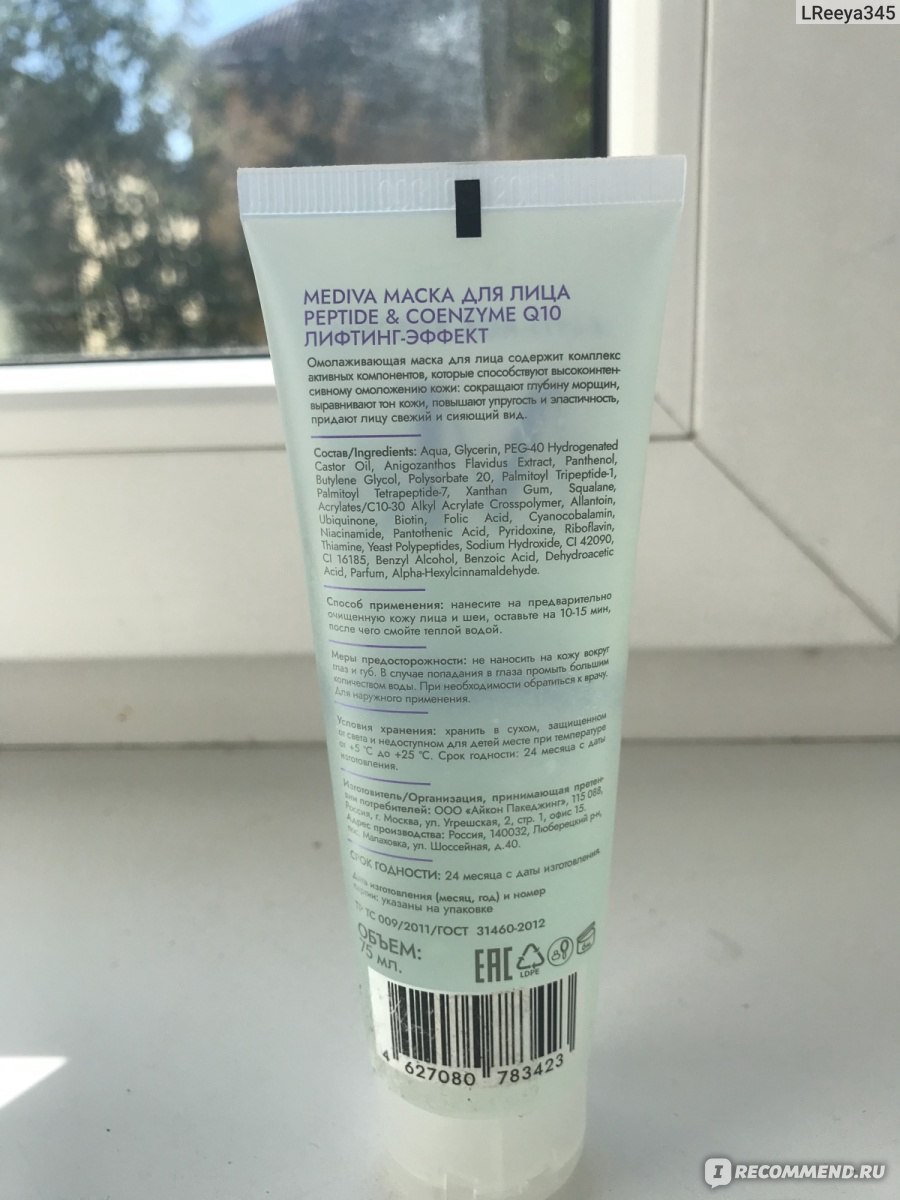 LReeya345
MEDIVA МАСКА ДЛЯ ЛИЦА
PEPTIDE & COENZYME Q10
ЛИФТИНГ-ЭФФЕКТ
Омолаживающая маска для лица содержит комплекс
активных компонентов, которые способствуют высокоинтен-
сивному омоложению кожи: сокращают глубину морщин,
выравнивают тон кожи, повышают упругость и эластичность,
придают лицу свежий и сияющий вид.
Состав/Ingredients: Aqua, Glycerin, PEG-40 Hydrogenated
Castor Oil, Anigozanthos Flavidus Extract, Panthenol,
Butylene Glycol, Polysorbate 20, Palmitoyl Tripeptide-1,
Palmitoyl Tetrapeptide-7, Xanthan Gum, Squalane,
Acrylates/C10-30 Alkyl Acrylate Crosspolymer, Allantoin,
Ubiquinone, Biotin, Folic Acid, Cyanocobalamin,
Niacinamide, Pantothenic Acid, Pyridoxine, Riboflavin,
Thiamine, Yeast Polypeptides, Sodium Hydroxide, CI 42090,
CI 16185, Benzyl Alcohol, Benzoic Acid, Dehydroacetic
Acid, Parfum, Alpha-Hexylcinnamaldehyde.
Способ применения: нанесите на предварительно
очищенную кожу лица и шеи, оставьте на 10-15 мин,
после чего смойте теплой водой.
Меры предосторожности: не наносить на кожу вокруг
глаз и губ. В случае попадания в глаза промыть большим
количеством воды. При необходимости обратиться к врачу.
Для наружного применения.
Условия хранения: хранить в сухом, защищенном
от света и недоступном для детей месте при температуре
от +5 °C до +25 °C. Срок годности: 24 месяца с даты
изготовления.
Изготовитель/Организация, принимающая претен-
зии потребителей: ООО «Айкон Пакеджинг», 115 088,
Россия, г. Москва, ул. Угрешская, 2, стр. 1, офис 15.
Адрес производства: Россия, 140032, Люберецкий р-н,
пос. Малаховка, ул. Шоссейная, д.40.
СРОК ГОДНОСТИ: 24 месяца с даты изготовления.
Дата изготовления (месяц, год) и номер
партии: указаны на упаковке
ТР ТС 009/2011/ГОСТ 31460-2012
ОБЪЕМ:
75 мл.
EAC
LDPE
4 627080 783423
IRECOMMEND.RU